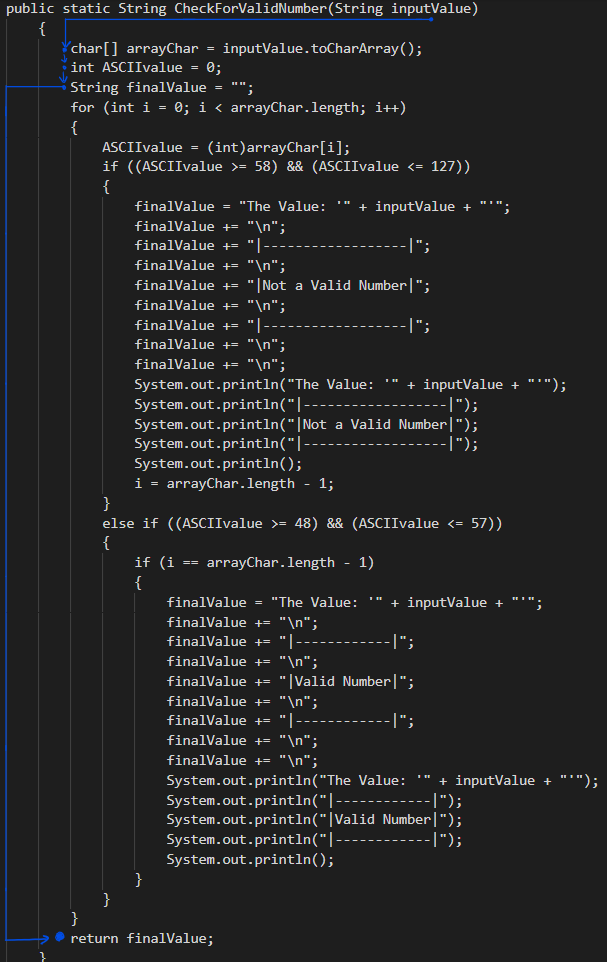 public static String CheckForValidNumber(String inputValue)
{
char[] arrayChar = inputValue.toCharArray();
int ASCIIvalue = 0;
String finalValue = "";
for (int i = 0; i < arrayChar.length; i++)
{
ASCIIvalue = (int)arrayChar[i];
if ((ASCIIvalue >= 58) && (ASCIIvalue <= 127))
{
finalValue = "The Value: '" + inputValue + "'";
finalValue += "\n";
finalValue += "|------------------|";
finalValue += "\n";
finalValue += "|Not a Valid Number|";
finalValue += "\n";
finalValue += "|------------------|";
finalValue += "\n";
finalValue += "\n";
System.out.println("The Value: '" + inputValue + "'");
System.out.println("|------------------|");
System.out.println("|Not a Valid Number|");
System.out.println("|------------------|");
System.out.println();
i = arrayChar.length - 1;
}
else if ((ASCIIvalue >= 48) && (ASCIIvalue <= 57))
{
if (i == arrayChar.length - 1)
{
finalValue = "The Value: '" + inputValue + "'";
finalValue += "\n";
finalValue += "|------------|";
finalValue += "\n";
finalValue += "|Valid Number|";
finalValue += "\n";
finalValue += "|------------|";
finalValue += "\n";
finalValue += "\n";
System.out.println("The Value: '" + inputValue + "'");
System.out.println("|------------|");
System.out.println("|Valid Number|");
System.out.println("|------------|");
System.out.println();
}
}
}
return finalValue;
}